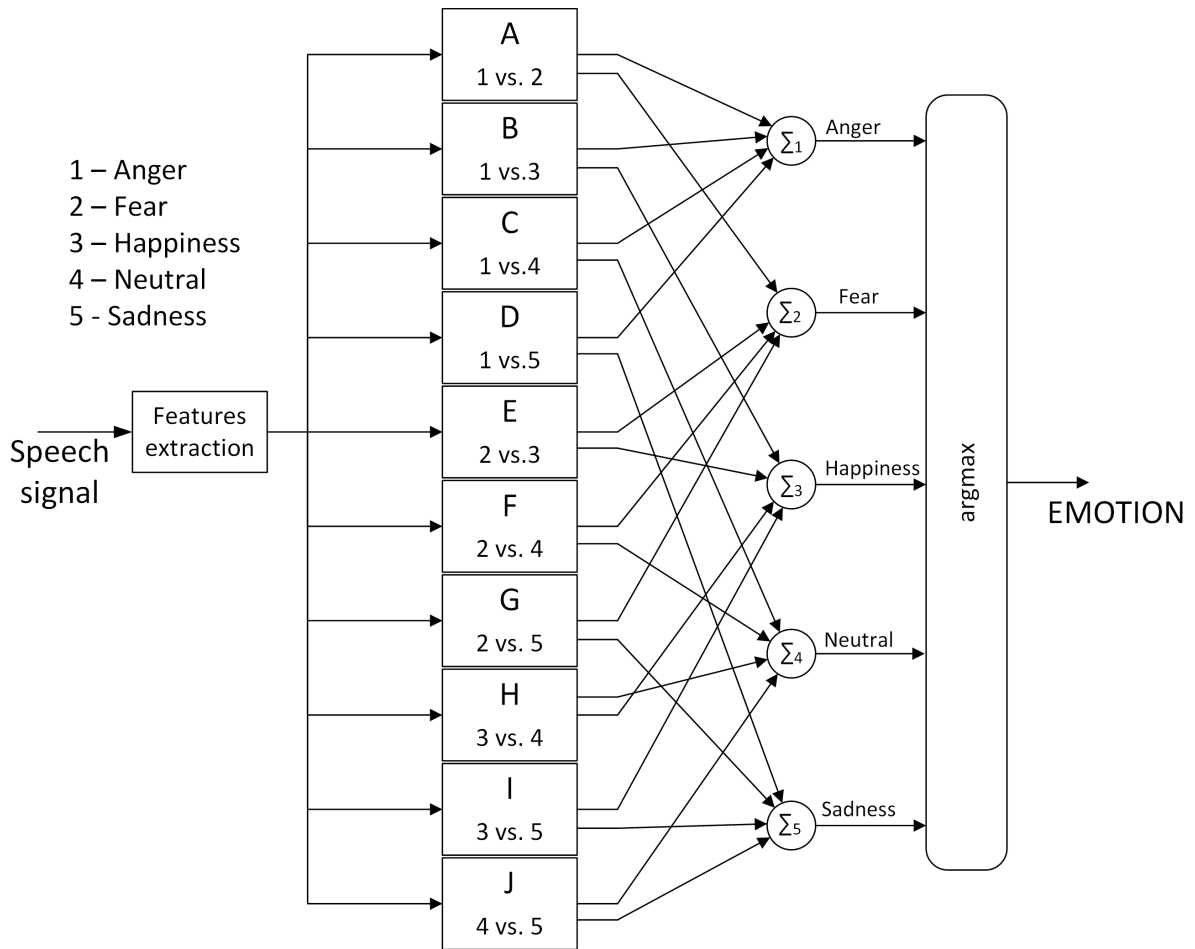 1 – Anger
2 – Fear
3 – Happiness
4 – Neutral
5 - Sadness
Speech
signal
Features
extraction
A
1 vs. 2
B
1 vs.3
C
1 vs.4
D
1 vs.5
E
2 vs.3
F
2 vs. 4
G
2 vs. 5
H
3 vs. 4
I
3 vs. 5
J
4 vs. 5
∑₁
Anger
∑₂
Fear
∑₃
Happiness
∑₄
Neutral
∑₅
Sadness
argmax
EMOTION